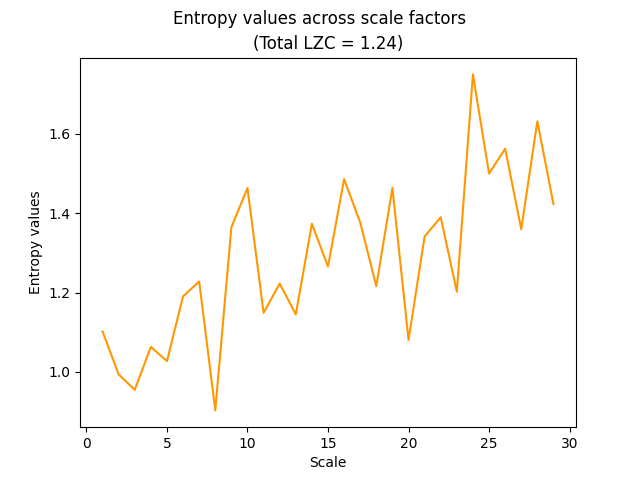 Entropy values across scale factors
(Total LZC = 1.24)
Entropy values
1.6
1.4
1.2
1.0
0 5 10 15 20 25 30
Scale